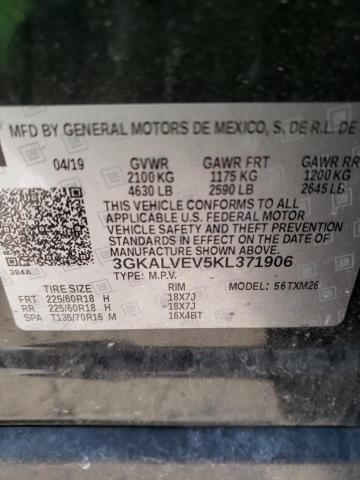 MFD BY GENERAL MOTORS DE MEXICO, S. DE R.L. DE
04/19 GVWR GAWR FRT GAWR RR
2100 KG 1175 KG 1200 KG
4630 LB 2590 LB 2645 LB
THIS VEHICLE CONFORMS TO ALL
APPLICABLE U.S. FEDERAL MOTOR
VEHICLE SAFETY AND THEFT PREVENTION
STANDARDS IN EFFECT ON THE DATE OF
384A MANUFACTURE SHOWN ABOVE.
3GKALVEV5KL371906
TYPE: M.P.V. MODEL: 56TXM26
TIRE SIZE RIM
FRT 225/60R18 H 18X7J
RR 225/60R18 H 18X7J
SPA T135/70R16 M 16X4BT